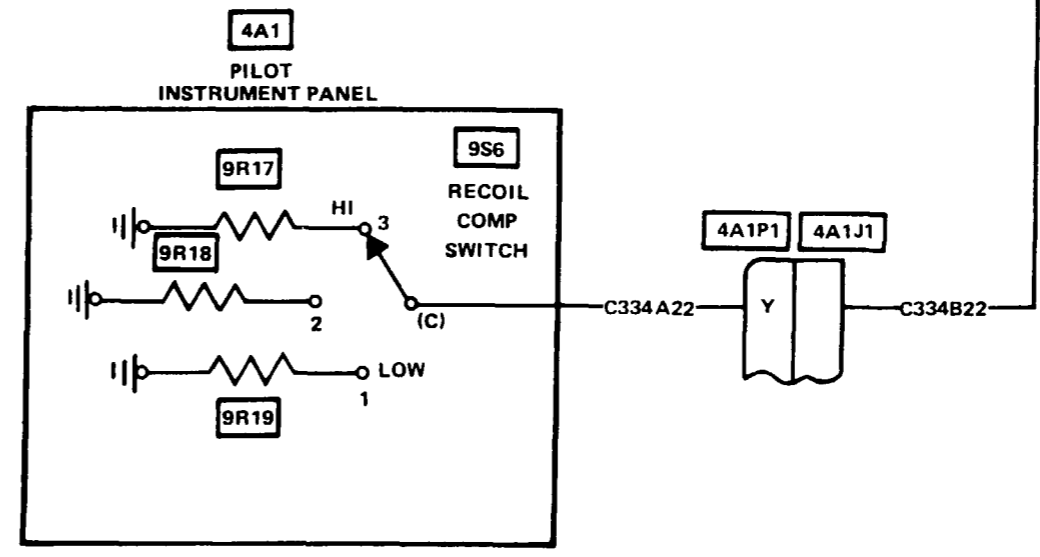 4A1
PILOT
INSTRUMENT PANEL
9S6
RECOIL
COMP
SWITCH
9R17
HI
3
9R18
2
(C)
LOW
1
9R19
C334A22
4A1P1
4A1J1
Y
C334B22